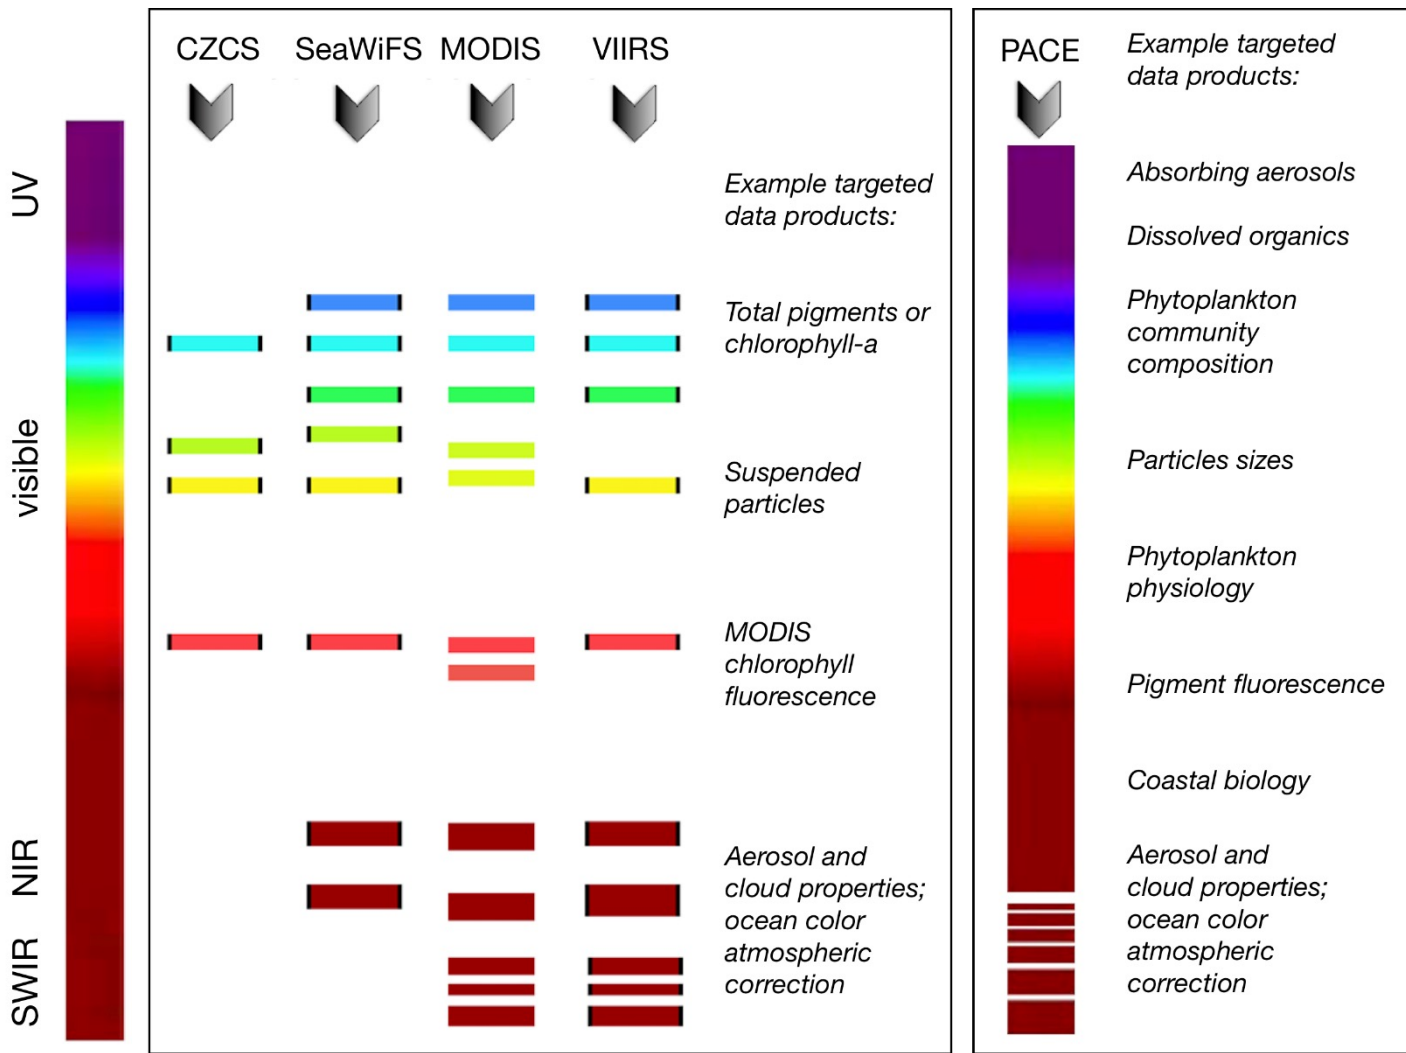 CZCS
SeaWiFS
MODIS
VIIRS
PACE
Example targeted
data products:
UV
visible
NIR
SWIR
Example targeted
data products:
Total pigments or
chlorophyll-a
Suspended
particles
MODIS
chlorophyll
fluorescence
Aerosol and
cloud properties;
ocean color
atmospheric
correction
Absorbing aerosols
Dissolved organics
Phytoplankton
community
composition
Particles sizes
Phytoplankton
physiology
Pigment fluorescence
Coastal biology
Aerosol and
cloud properties;
ocean color
atmospheric
correction